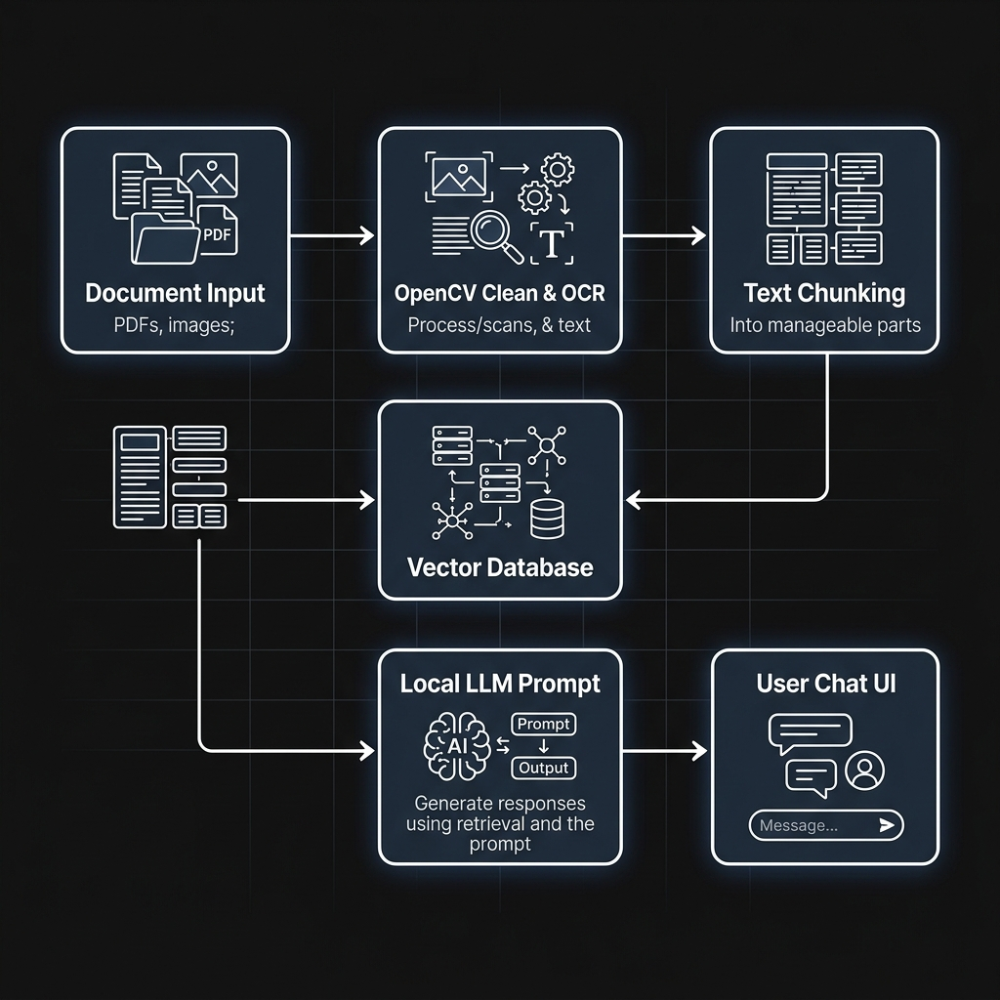 PDF
Document Input
PDFs, images;
T
OpenCV Clean & OCR
Process/scans, & text
Text Chunking
Into manageable parts
Vector Database
Local LLM Prompt
AI
Prompt
Output
Generate responses
using retrieval and the
prompt
User Chat UI
Message...